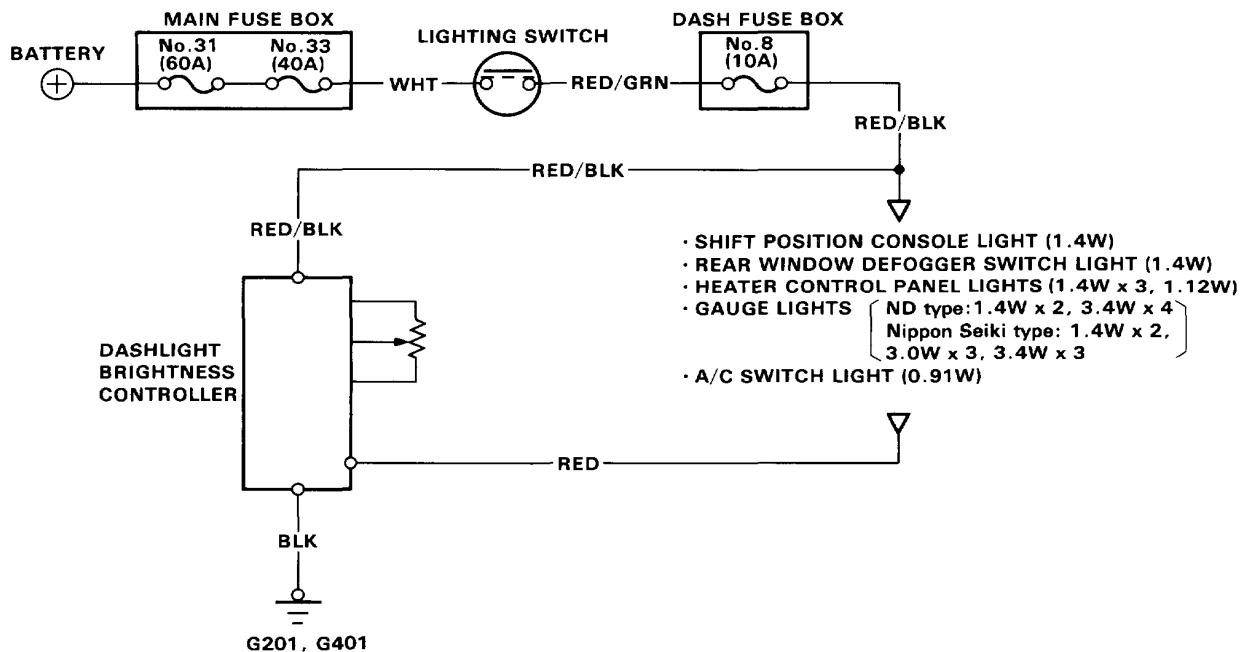 MAIN FUSE BOX
DASH FUSE BOX
BATTERY
No.31
(60A)
No.33
(40A)
LIGHTING SWITCH
No.8
(10A)
WHT
RED/GRN
RED/BLK
RED/BLK
RED/BLK
· SHIFT POSITION CONSOLE LIGHT (1.4W)
· REAR WINDOW DEFOGGER SWITCH LIGHT (1.4W)
· HEATER CONTROL PANEL LIGHTS (1.4W x 3, 1.12W)
· GAUGE LIGHTS ND type: 1.4W x 2, 3.4W x 4
Nippon Seiki type: 1.4W x 2,
3.0W x 3, 3.4W x 3
· A/C SWITCH LIGHT (0.91W)
DASHLIGHT
BRIGHTNESS
CONTROLLER
RED
BLK
G201, G401